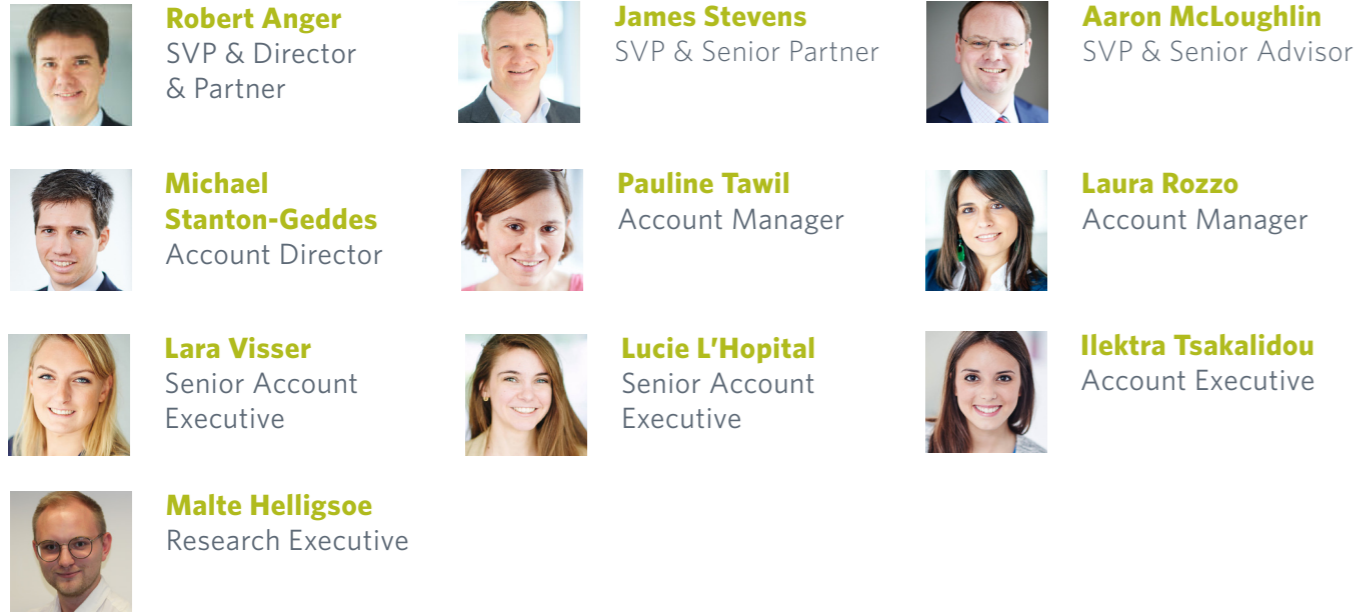 Robert Anger
SVP & Director
& Partner
James Stevens
SVP & Senior Partner
Aaron McLoughlin
SVP & Senior Advisor
Michael
Stanton-Geddes
Account Director
Pauline Tawil
Account Manager
Laura Rozzo
Account Manager
Lara Visser
Senior Account
Executive
Lucie L’Hopital
Senior Account
Executive
Ilektra Tsakalidou
Account Executive
Malte Helligsoe
Research Executive